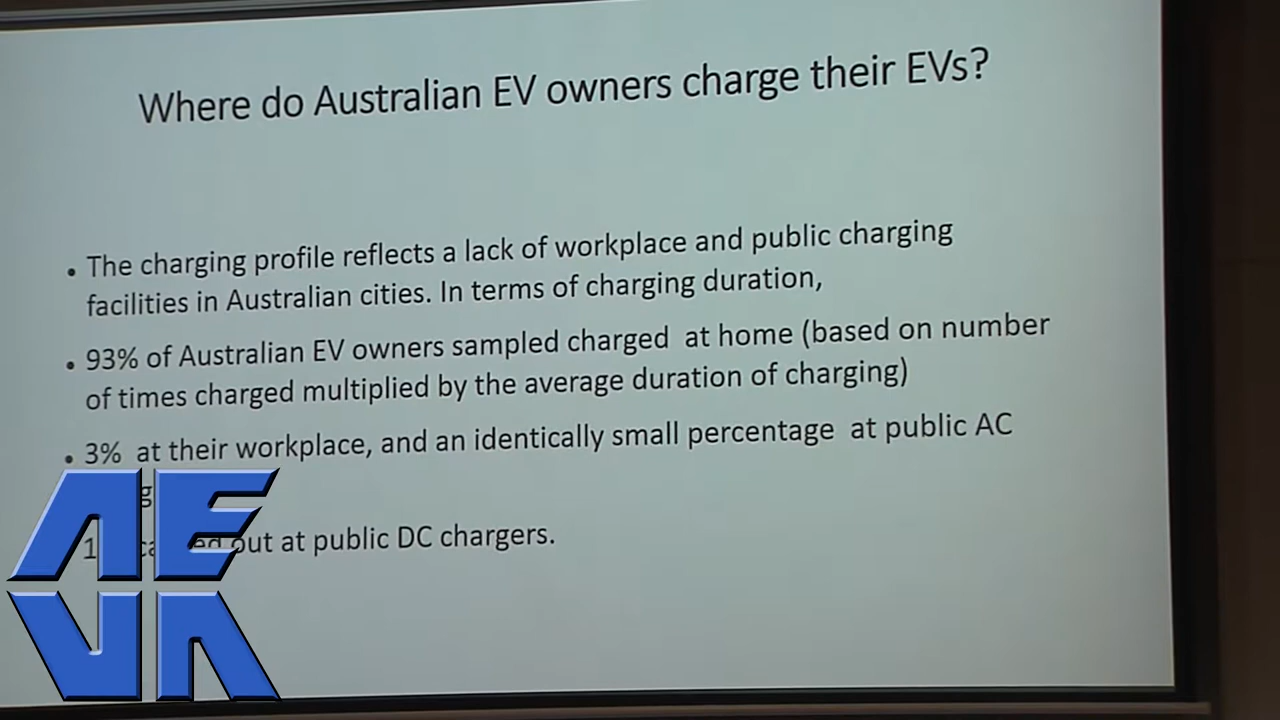 Where do Australian EV owners charge their EVs?
• The charging profile reflects a lack of workplace and public charging
facilities in Australian cities. In terms of charging duration,
• 93% of Australian EV owners sampled charged at home (based on number
of times charged multiplied by the average duration of charging)
• 3% at their workplace, and an identically small percentage at public AC
out at public DC chargers.
AE
VA